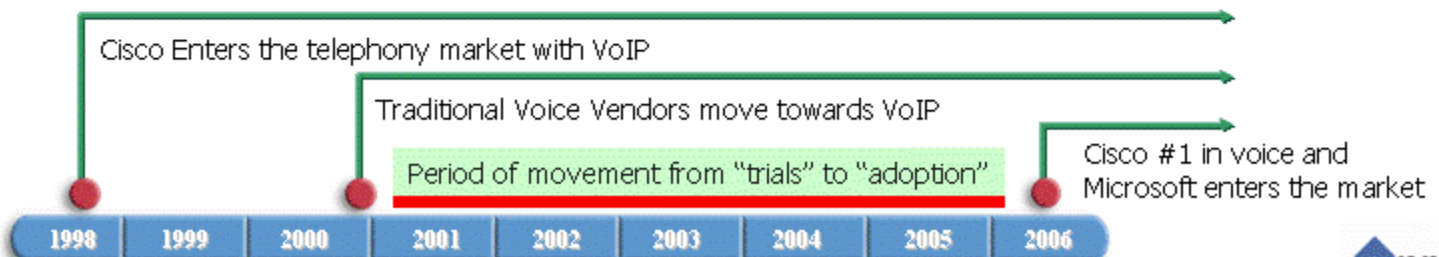 Cisco Enters the telephony market with VoIP
Traditional Voice Vendors move towards VoIP
Period of movement from "trials" to "adoption"
Cisco #1 in voice and
Microsoft enters the market
1998 1999 2000 2001 2002 2003 2004 2005 2006